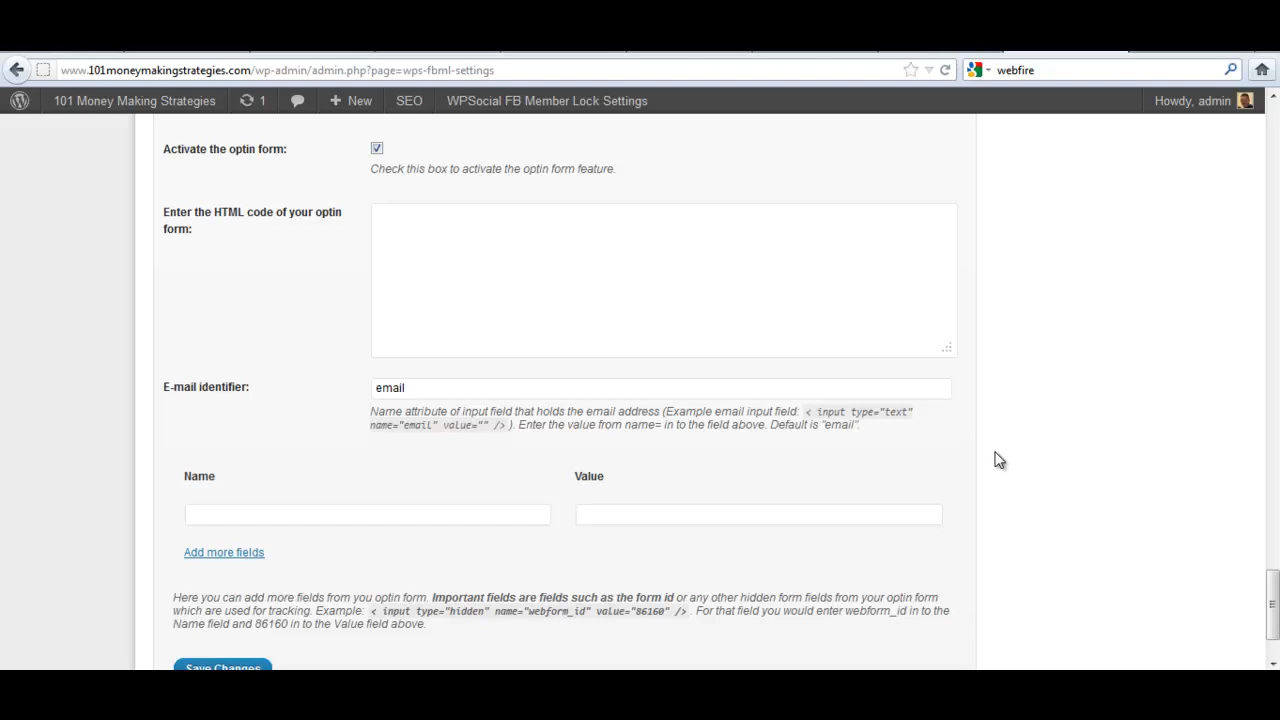 www.101moneymakingstrategies.com/wp-admin/admin.php?page=wps-fbml-settings
webfire
101 Money Making Strategies
1
New
SEO
WPSocial FB Member Lock Settings
Howdy, admin
Activate the optin form:
Check this box to activate the optin form feature.
Enter the HTML code of your optin
form:
E-mail identifier:
email
Name attribute of input field that holds the email address (Example email input field: < input type="text"
name="email" value="" /> ). Enter the value from name= in to the field above. Default is "email".
Name
Value
Add more fields
Here you can add more fields from you optin form. Important fields are fields such as the form id or any other hidden form fields from your optin form
which are used for tracking. Example: < input type="hidden" name="webform_id" value="86160" /> . For that field you would enter webform_id in to the
Name field and 86160 in to the Value field above.
Save Changes